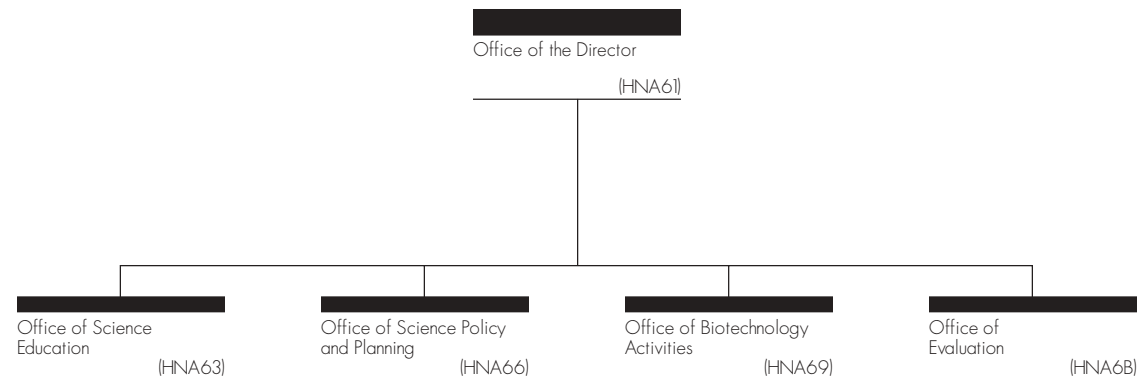 Office of the Director
(HNA61)
Office of Science
Education
(HNA63)
Office of Science Policy
and Planning
(HNA66)
Office of Biotechnology
Activities
(HNA69)
Office of
Evaluation
(HNA6B)